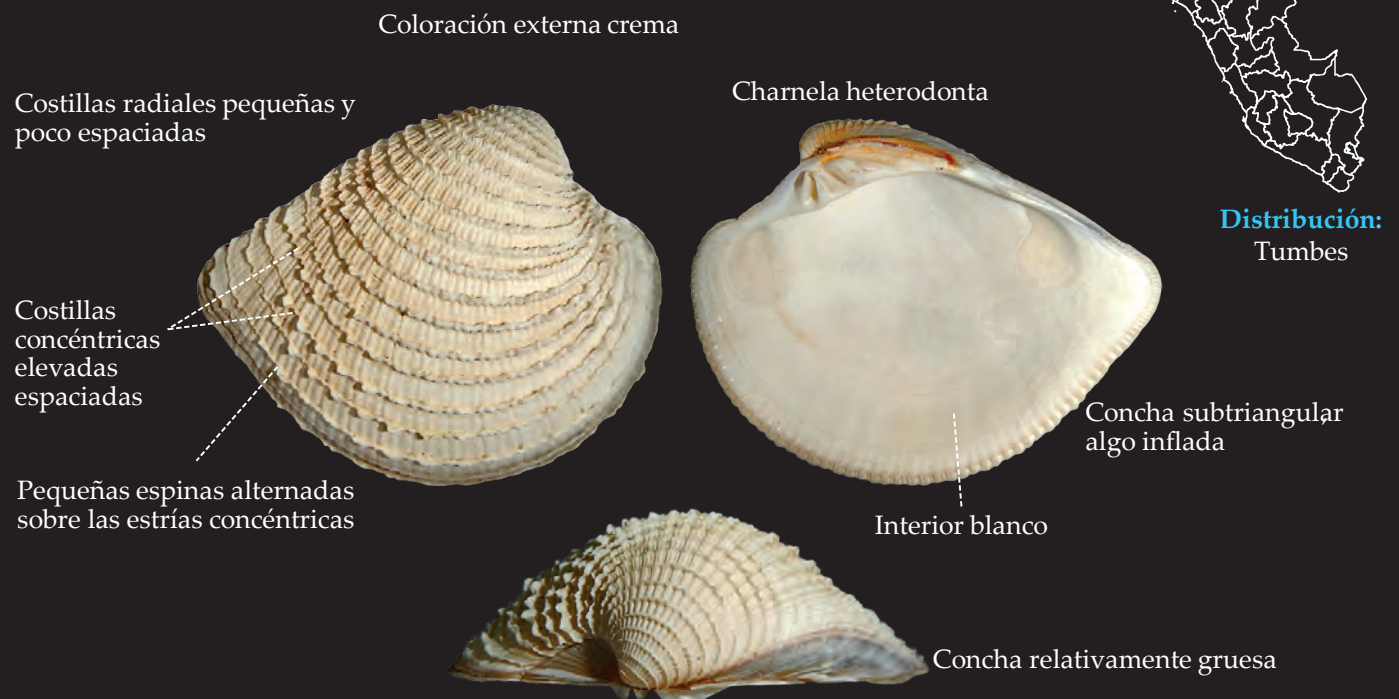 Coloración externa crema
Costillas radiales pequeñas y
poco espaciadas
Charnela heterodonta
Distribución:
Tumbes
Costillas
concéntricas
elevadas
espaciadas
Concha subtriangular
algo inflada
Pequeñas espinas alternadas
sobre las estrías concéntricas
Interior blanco
Concha relativamente gruesa